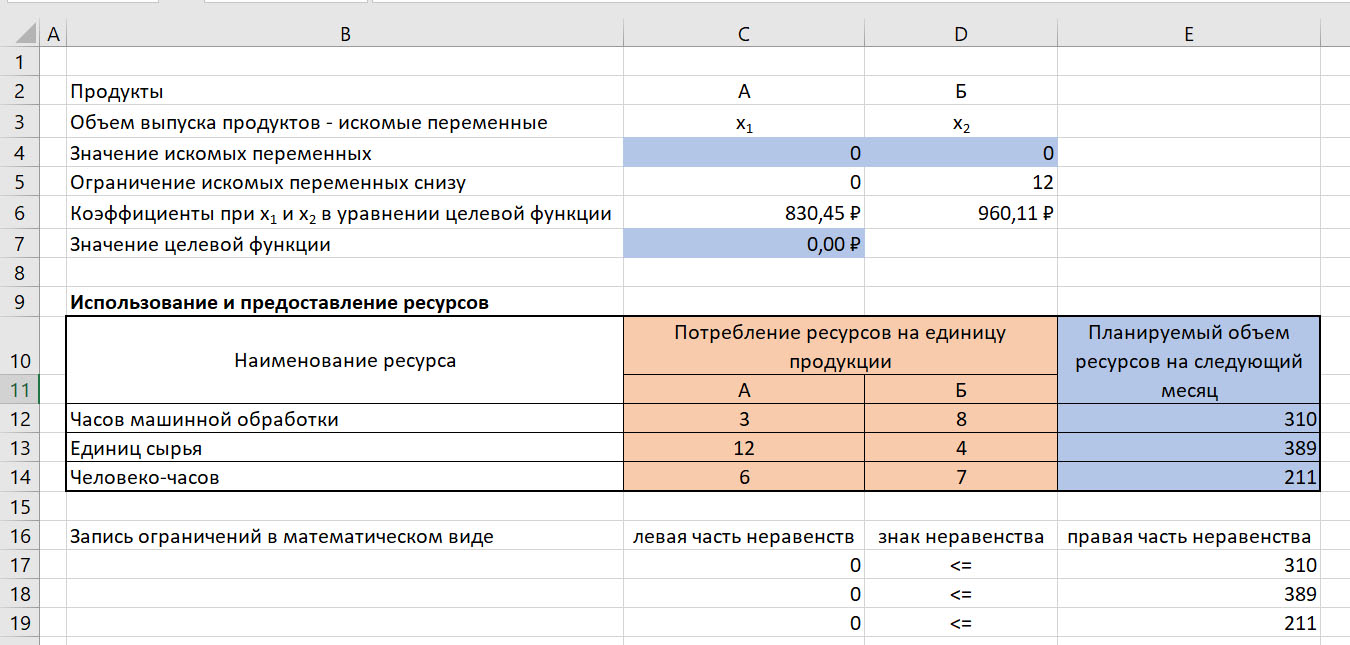 A B C D E
1
2 Продукты А Б
3 Объем выпуска продуктов - искомые переменные x₁ x₂
4 Значение искомых переменных 0 0
5 Ограничение искомых переменных снизу 0 12
6 Коэффициенты при x₁ и x₂ в уравнении целевой функции 830,45 ₽ 960,11 ₽
7 Значение целевой функции 0,00 ₽
8
9 Использование и предоставление ресурсов
10 Наименование ресурса Потребление ресурсов на единицу
продукции
Планируемый объем
ресурсов на следующий
месяц
11 А Б
12 Часов машинной обработки 3 8 310
13 Единиц сырья 12 4 389
14 Человеко-часов 6 7 211
15
16 Запись ограничений в математическом виде левая часть неравенств знак неравенства правая часть неравенства
17 0 <= 310
18 0 <= 389
19 0 <= 211